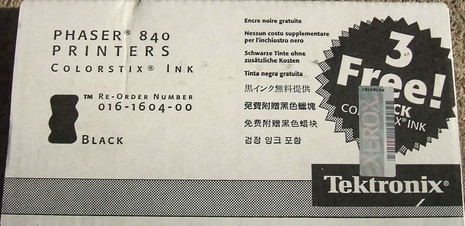 PHASER® 840
PRINTERS
COLORSTIX® INK
™ RE-ORDER NUMBER
016-1604-00
BLACK
Encre noire gratuite
Nessun costo supplementare
per l'inchiostro nero
Schwarze Tinte ohne
zusätzliche Kosten
Tinta negra gratuita
黒インク無料提供
免費附贈黑色蠟塊
免费附赠黑色蜡块
검정 잉크 포함
3
Free!
INK
XEROX
Tektronix®